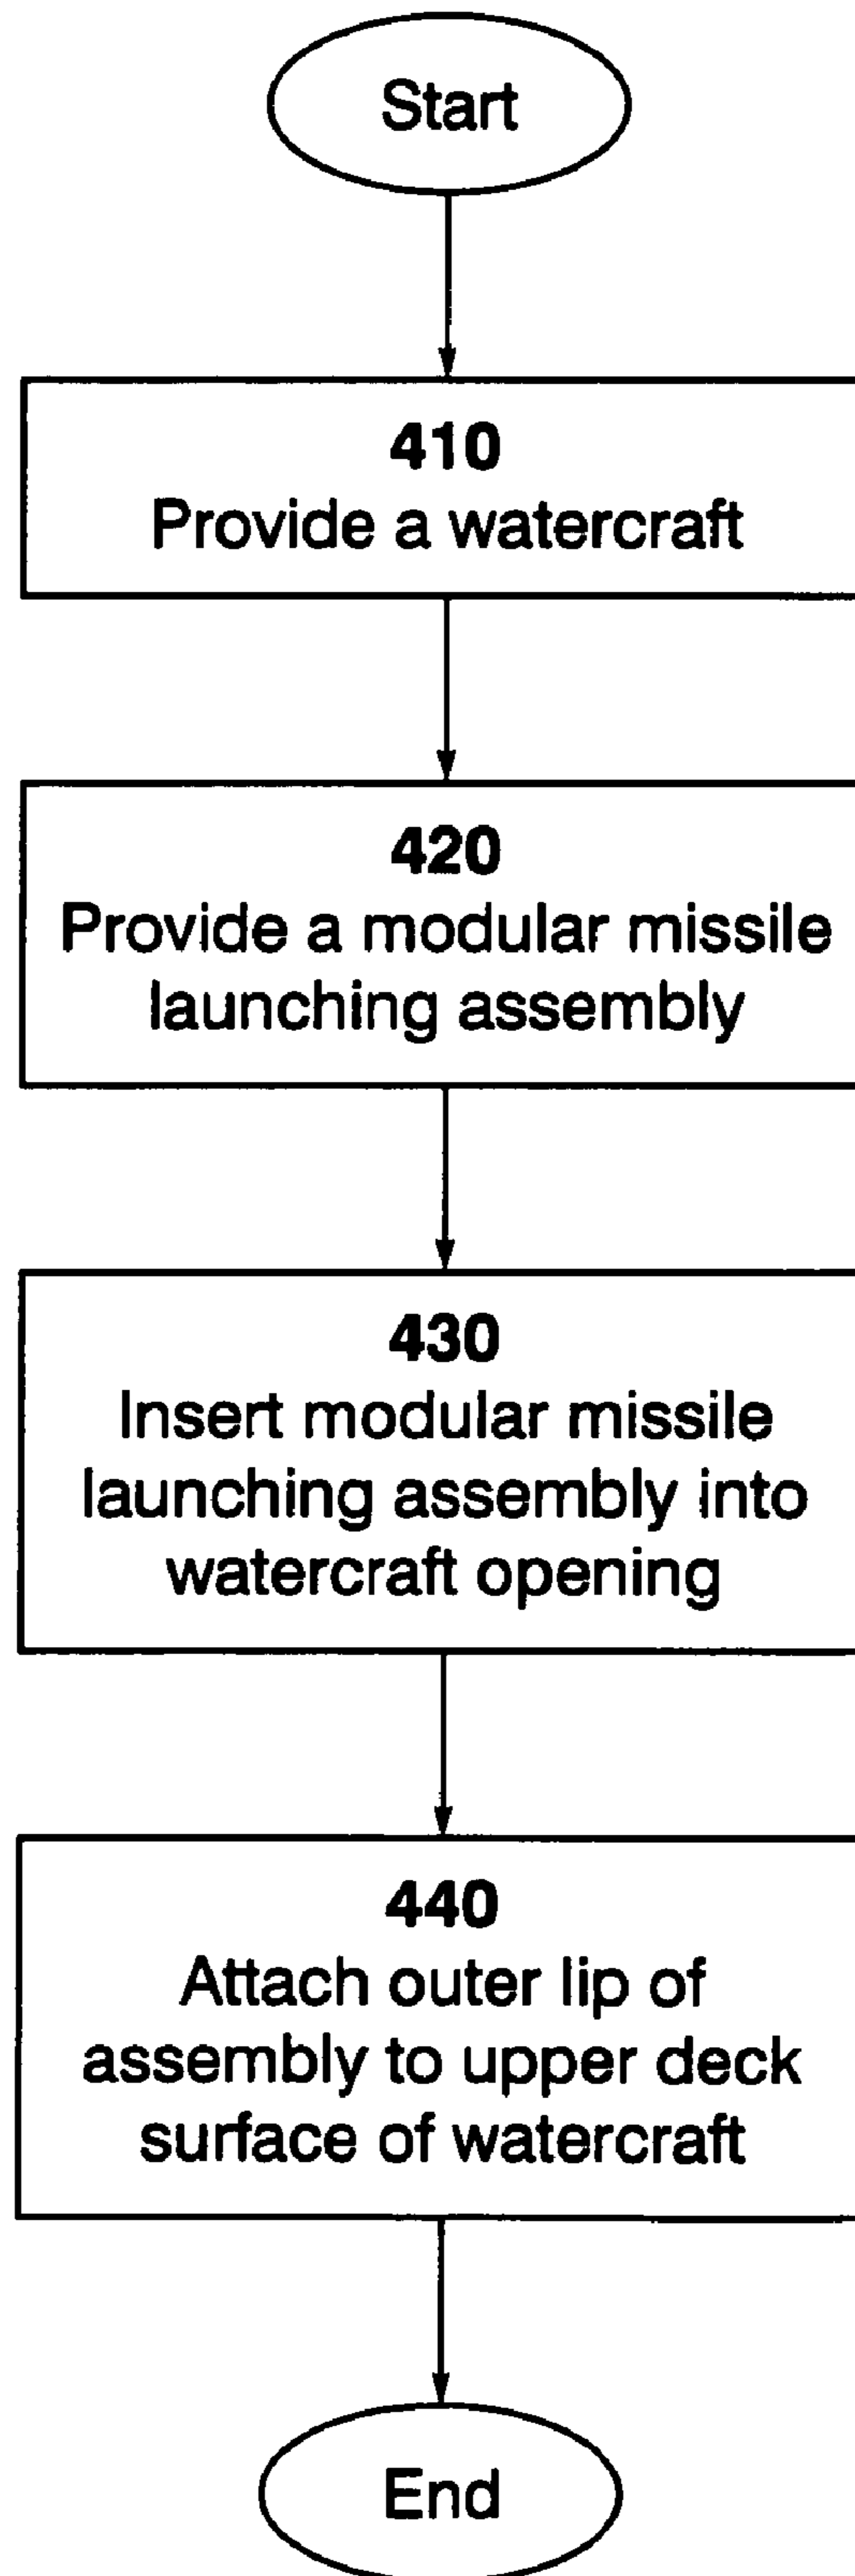 Start
410
Provide a watercraft
420
Provide a modular missile
launching assembly
430
Insert modular missile
launching assembly into
watercraft opening
440
Attach outer lip of
assembly to upper deck
surface of watercraft
End